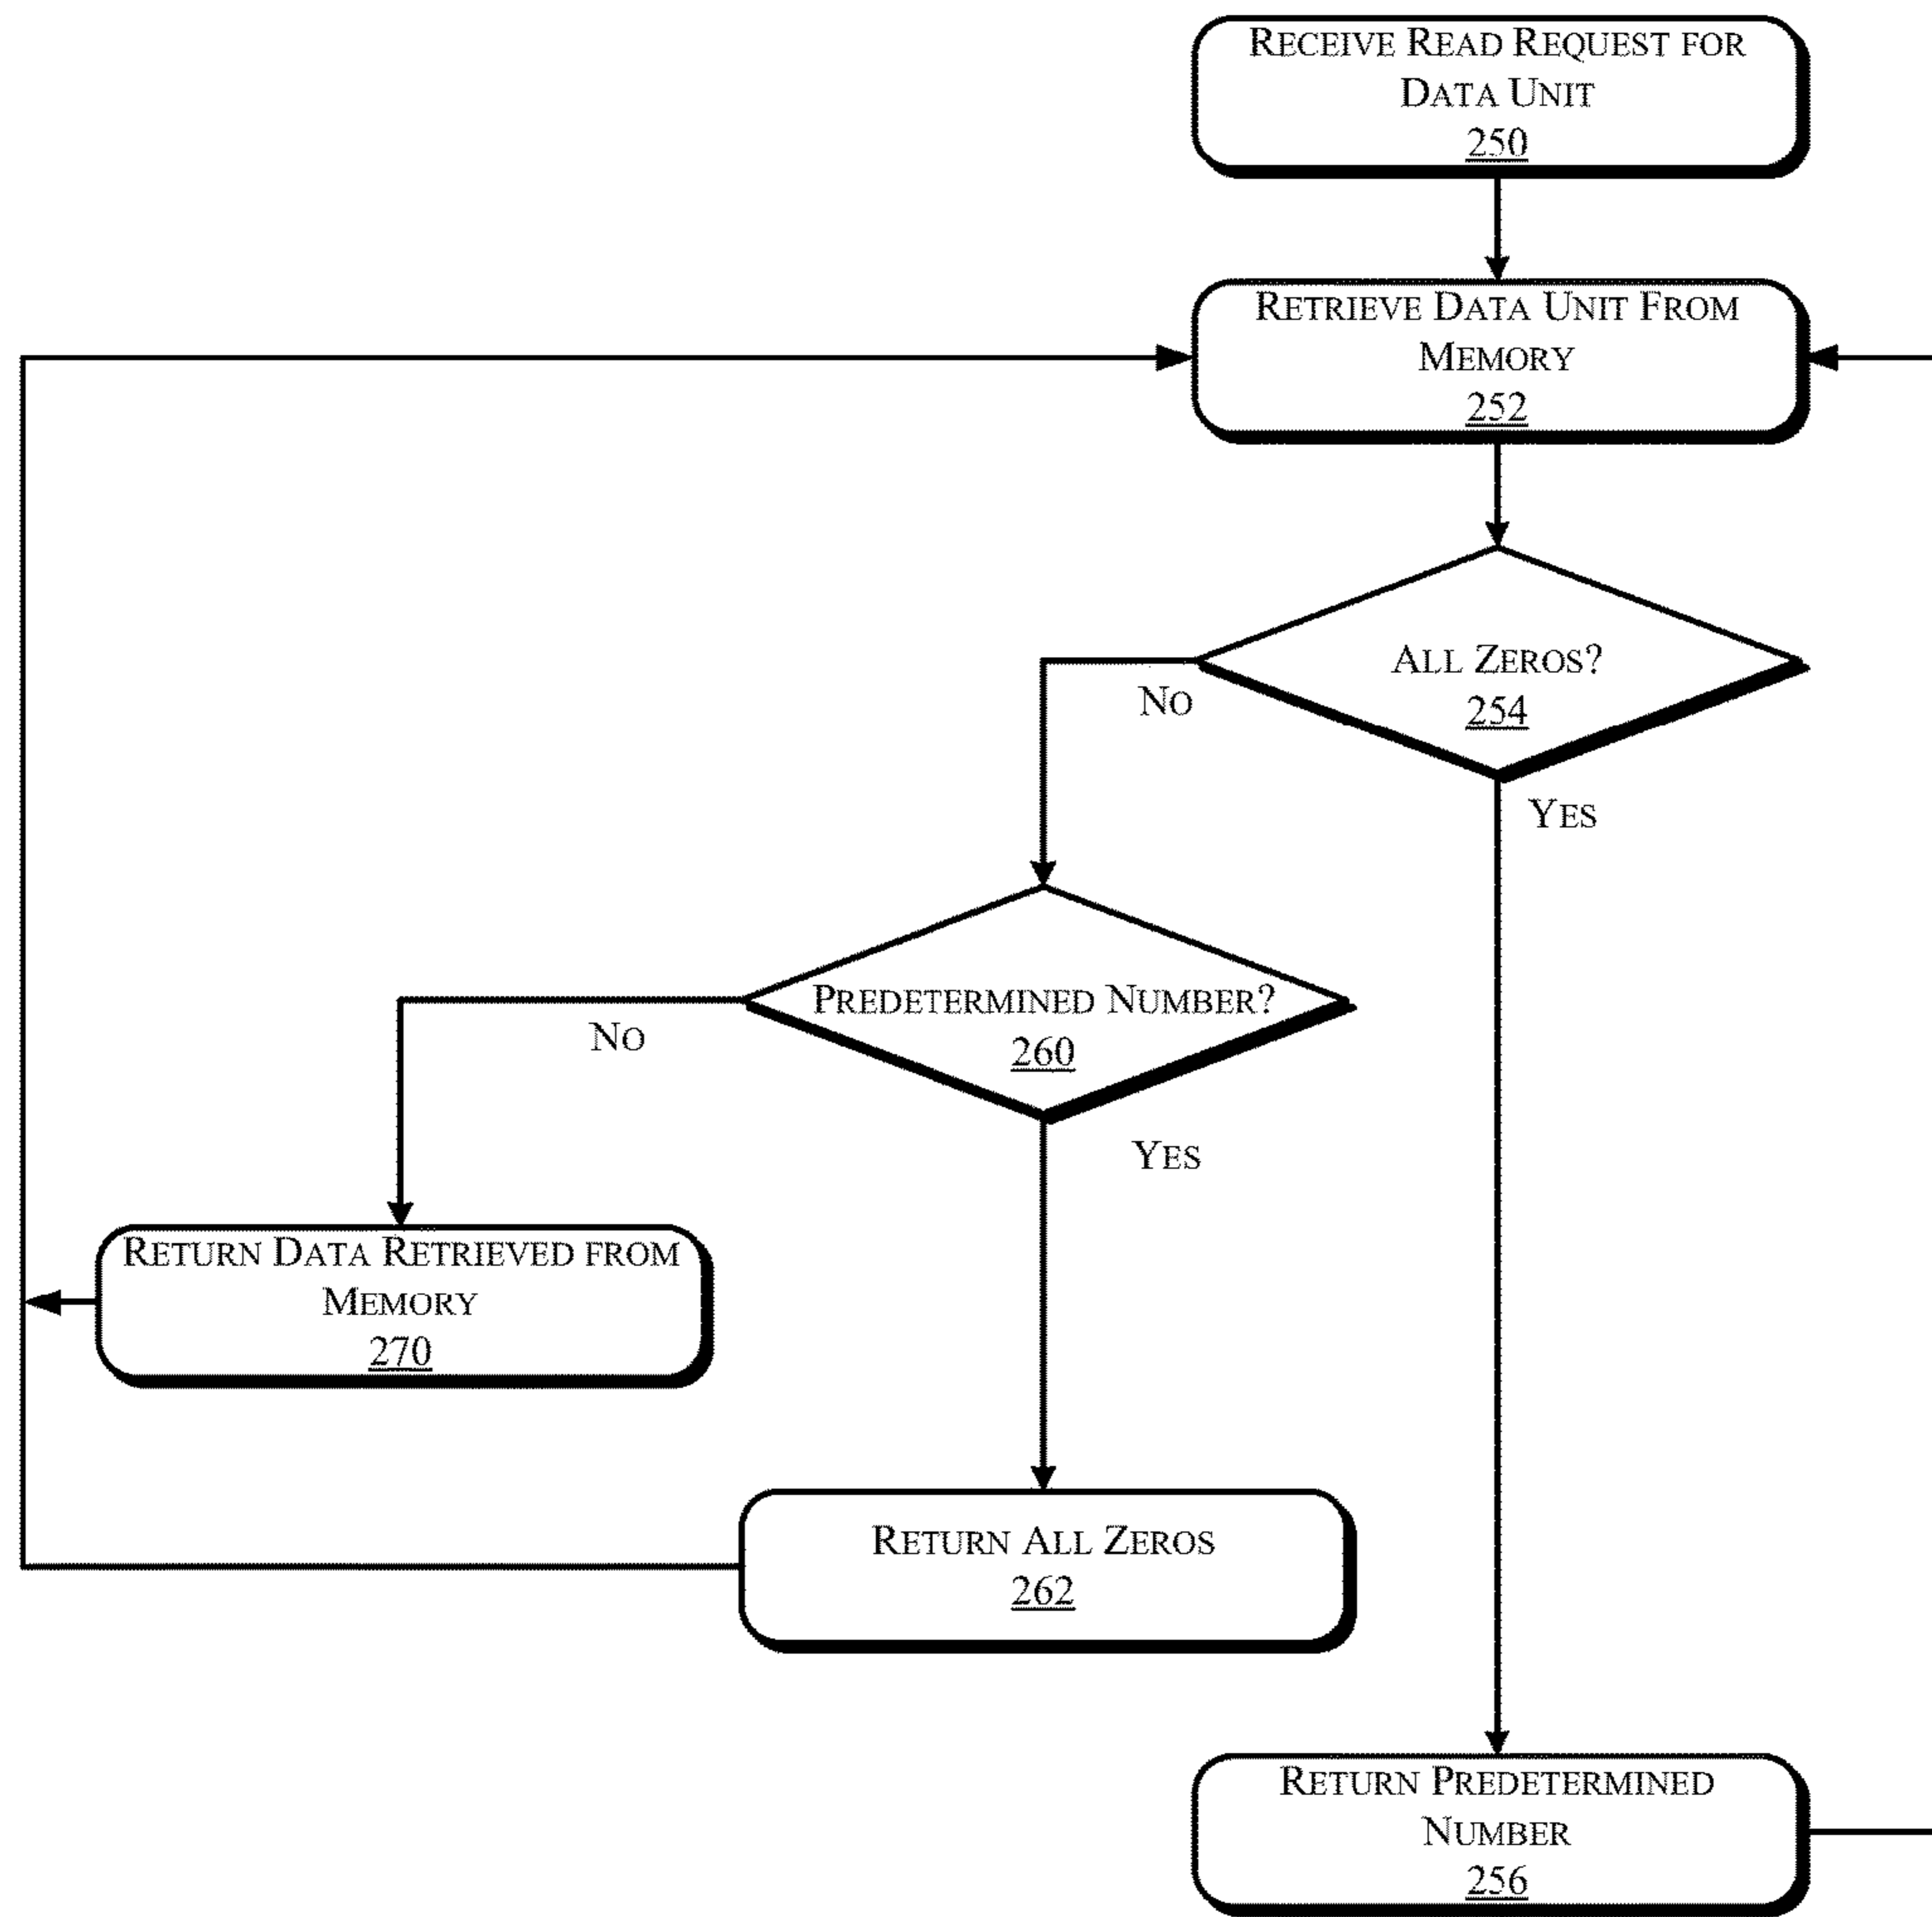 RECEIVE READ REQUEST FOR
DATA UNIT
250
RETRIEVE DATA UNIT FROM
MEMORY
252
ALL ZEROS?
254
NO
YES
PREDETERMINED NUMBER?
260
NO
YES
RETURN DATA RETRIEVED FROM
MEMORY
270
RETURN ALL ZEROS
262
RETURN PREDETERMINED
NUMBER
256